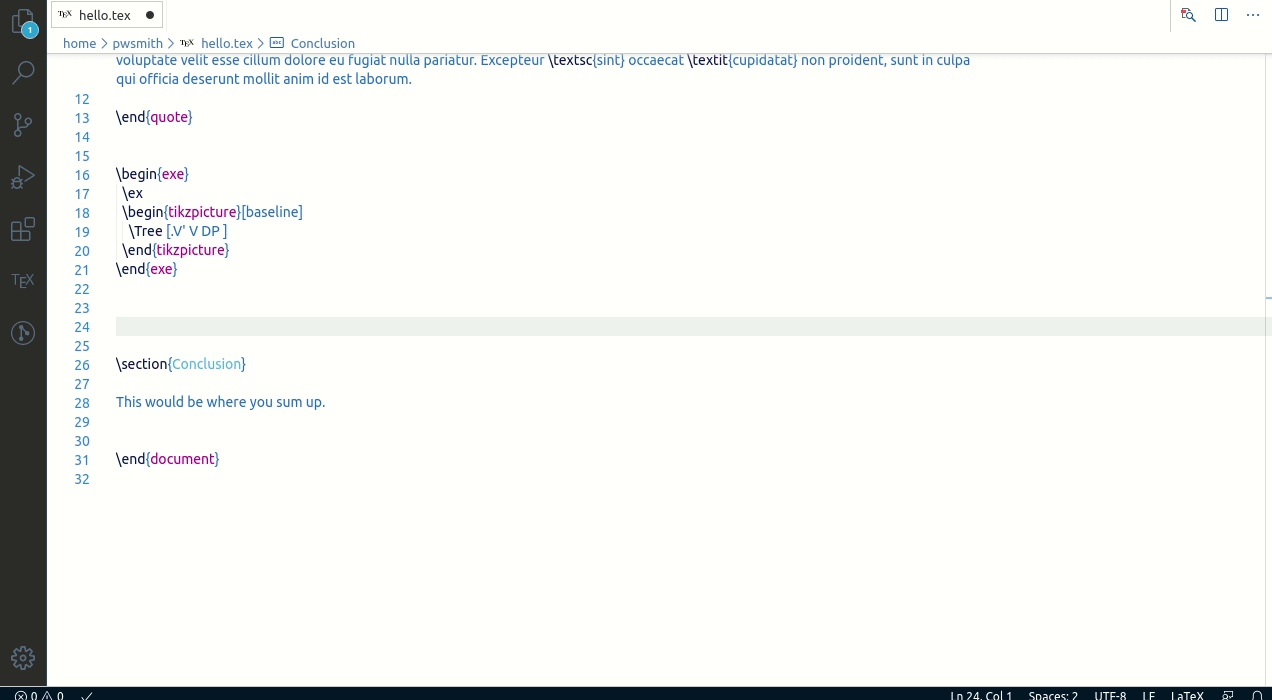 1
TEX hello.tex ●
home > pwsmith > TEX hello.tex > abc Conclusion
voluptate velit esse cillum dolore eu fugiat nulla pariatur. Excepteur \textsc{sint} occaecat \textit{cupidatat} non proident, sunt in culpa
qui officia deserunt mollit anim id est laborum.
12
13 \end{quote}
14
15
16 \begin{exe}
17 \ex
18 \begin{tikzpicture}[baseline]
19 \Tree [.V' V DP ]
20 \end{tikzpicture}
21 \end{exe}
22
23
24
25
26 \section{Conclusion}
27
28 This would be where you sum up.
29
30
31 \end{document}
32
TEX
0 0 Ln 24, Col 1 Spaces: 2 UTF-8 LF LaTeX